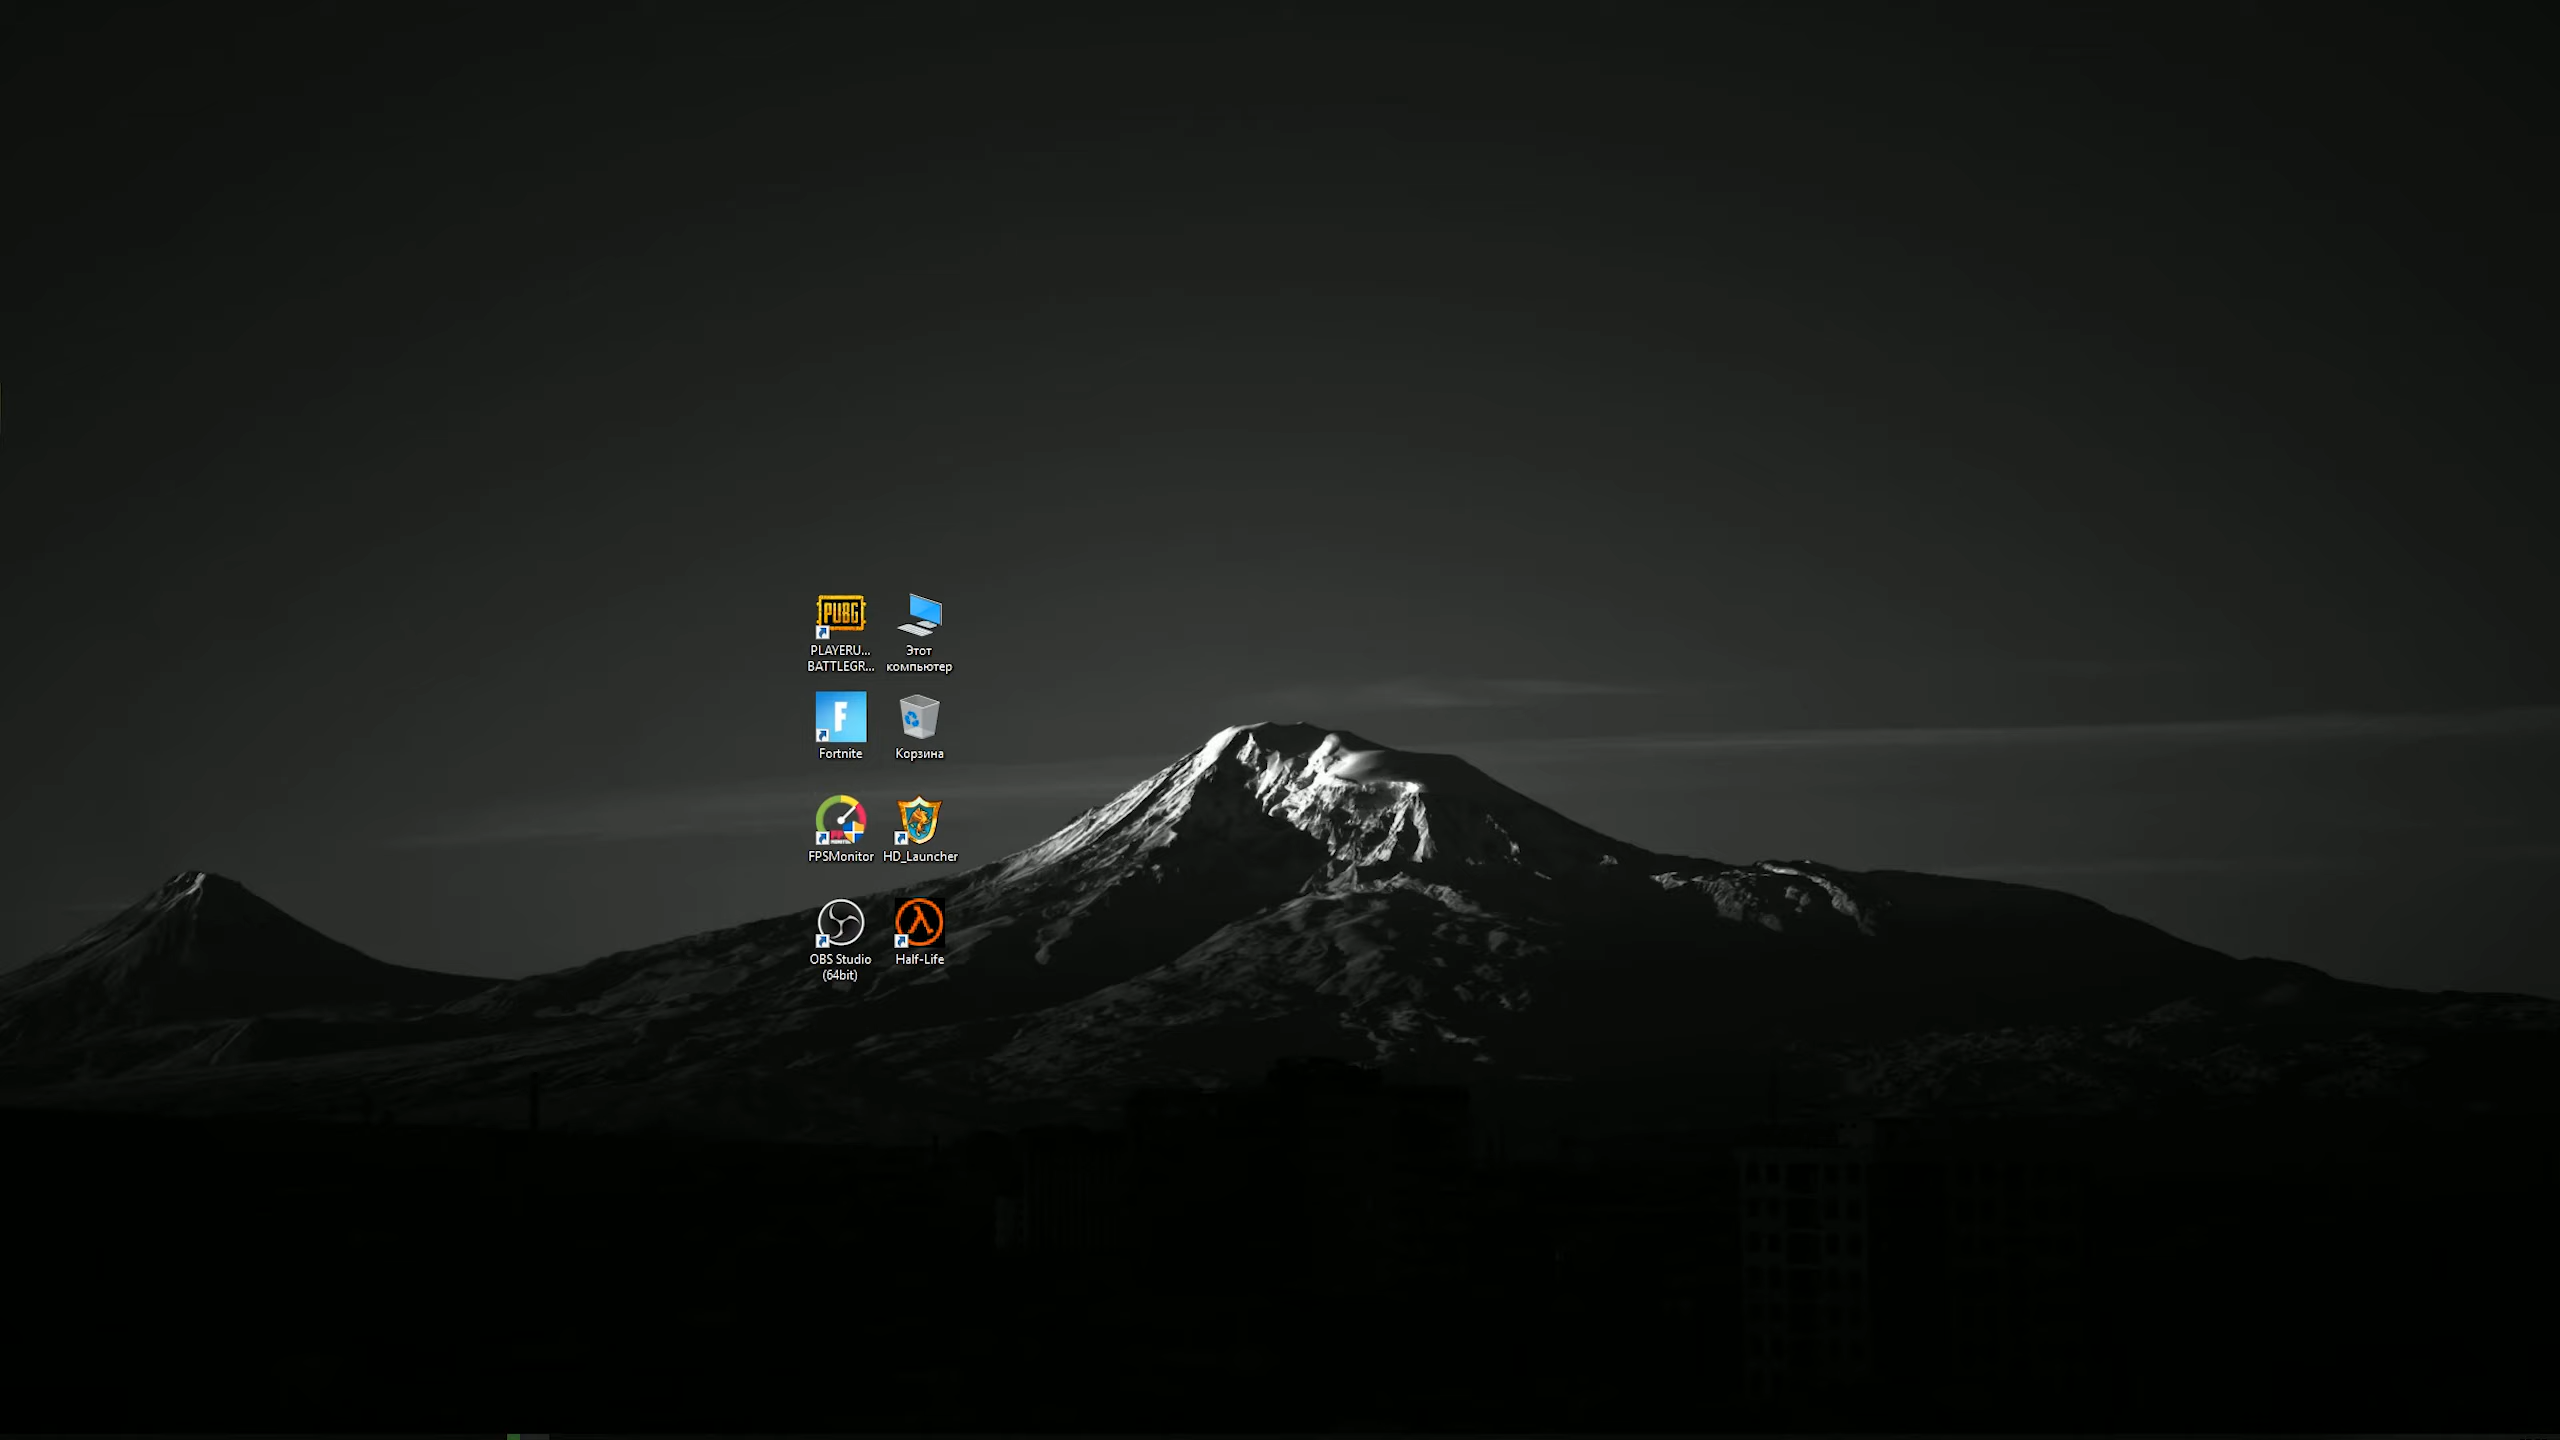 PUBG
PLAYERU...
BATTLEGR...
Этот
компьютер
F
Fortnite
Корзина
FPSMonitor
HD_Launcher
OBS Studio
(64bit)
Half-Life